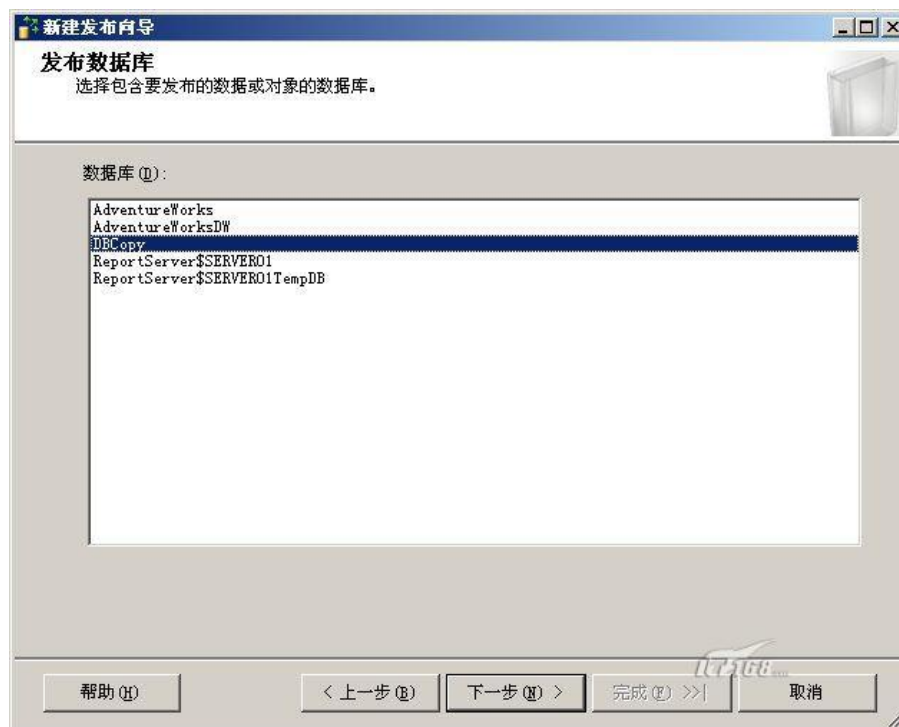 新建发布向导
发布数据库
选择包含要发布的数据或对象的数据库。
数据库(D):
AdventureWorks
AdventureWorksDW
DBCopy
ReportServer$SERVER01
ReportServer$SERVER01TempDB
it168.com
帮助(H)
< 上一步(B)
下一步(N) >
完成(F) >>|
取消